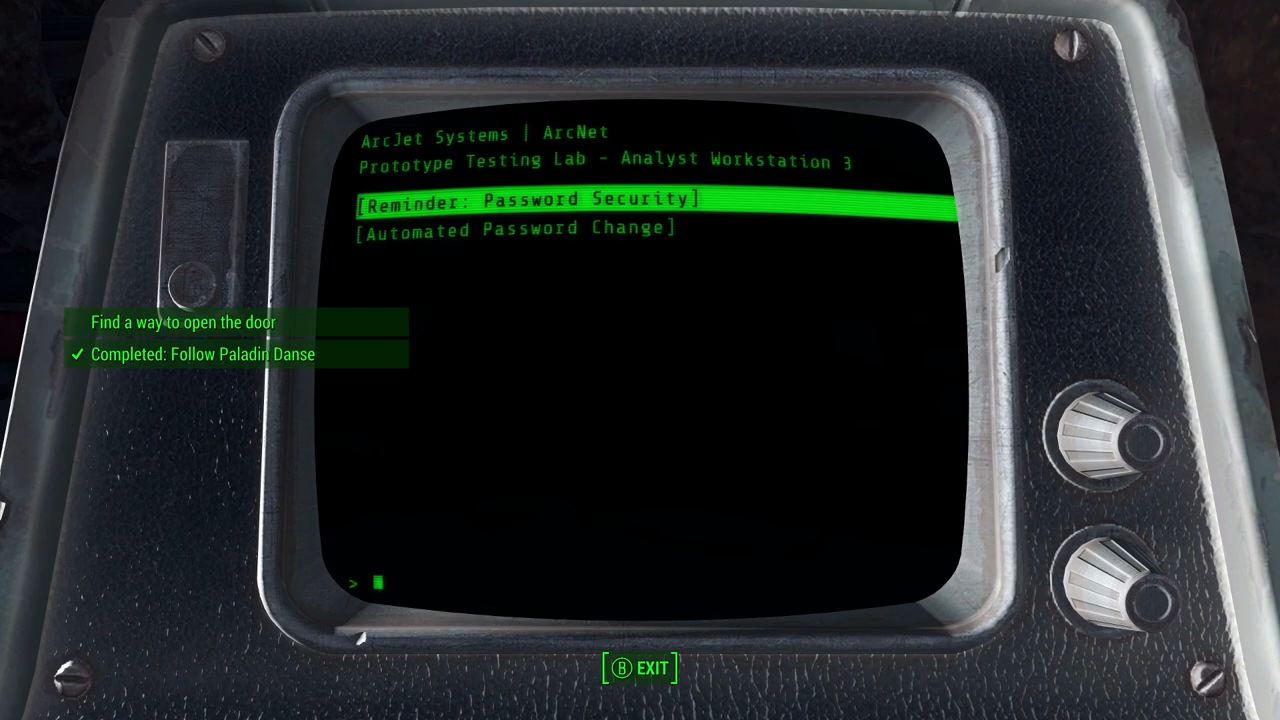 ArcJet Systems | ArcNet
Prototype Testing Lab - Analyst Workstation 3
[Reminder: Password Security]
[Automated Password Change]
Find a way to open the door
✓ Completed: Follow Paladin Danse
>
[Ⓑ EXIT]